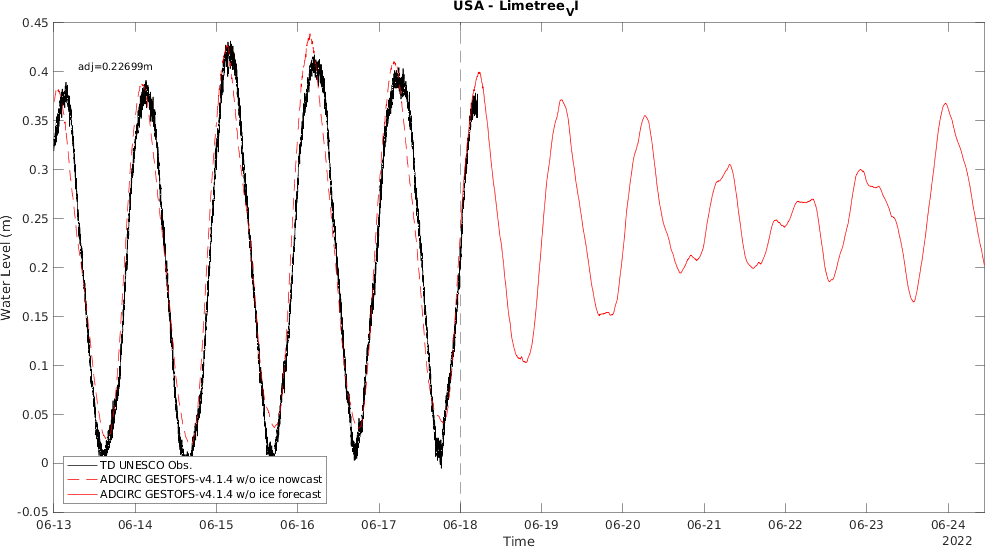 USA - Limetree_VI
adj=0.22699m
0.45
0.4
0.35
0.3
0.25
0.2
0.15
0.1
0.05
0
-0.05
Water Level (m)
TD UNESCO Obs.
ADCIRC GESTOFS-v4.1.4 w/o ice nowcast
ADCIRC GESTOFS-v4.1.4 w/o ice forecast
06-13 06-14 06-15 06-16 06-17 06-18 06-19 06-20 06-21 06-22 06-23 06-24
Time
2022